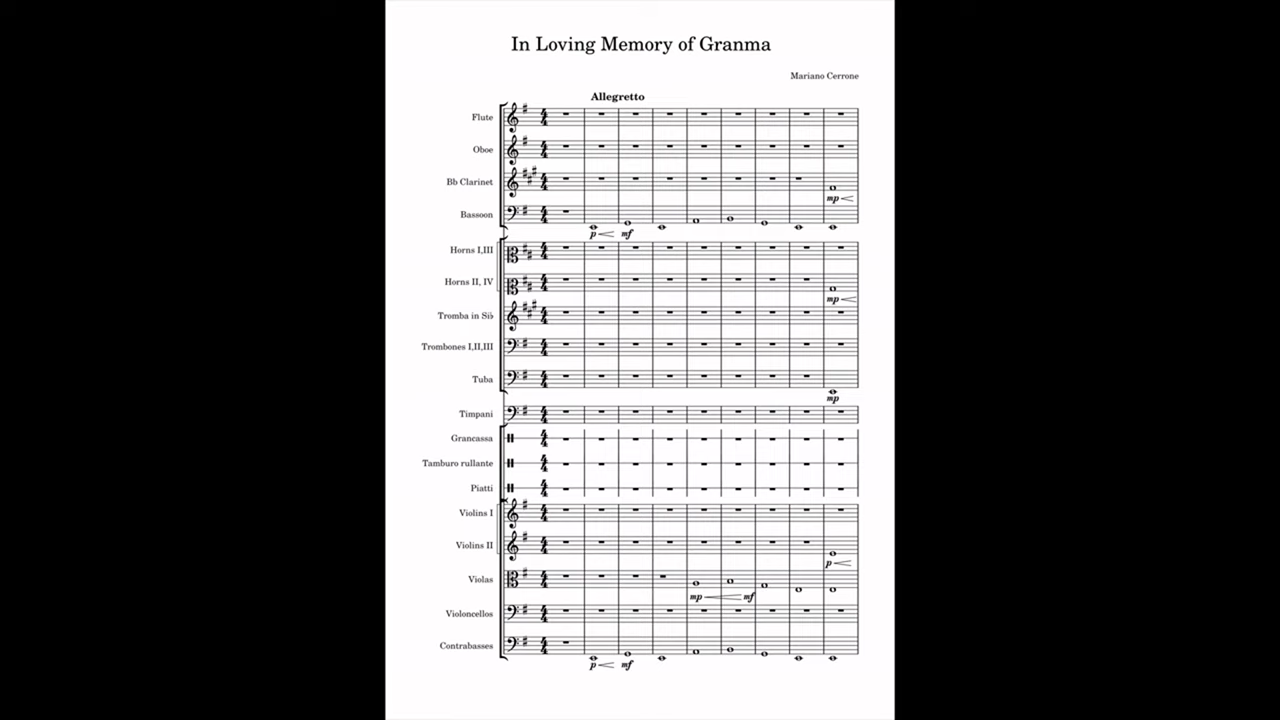 In Loving Memory of Granma
Mariano Cerrone
Allegretto
Flute
Oboe
Bb Clarinet
mp
Bassoon
p mf
Horns I,III
Horns II, IV
mp
Tromba in Si♭
Trombones I,II,III
Tuba
mp
Timpani
Grancassa
Tamburo rullante
Piatti
Violins I
Violins II
p
Violas
mp mf
Violoncellos
Contrabasses
p mf